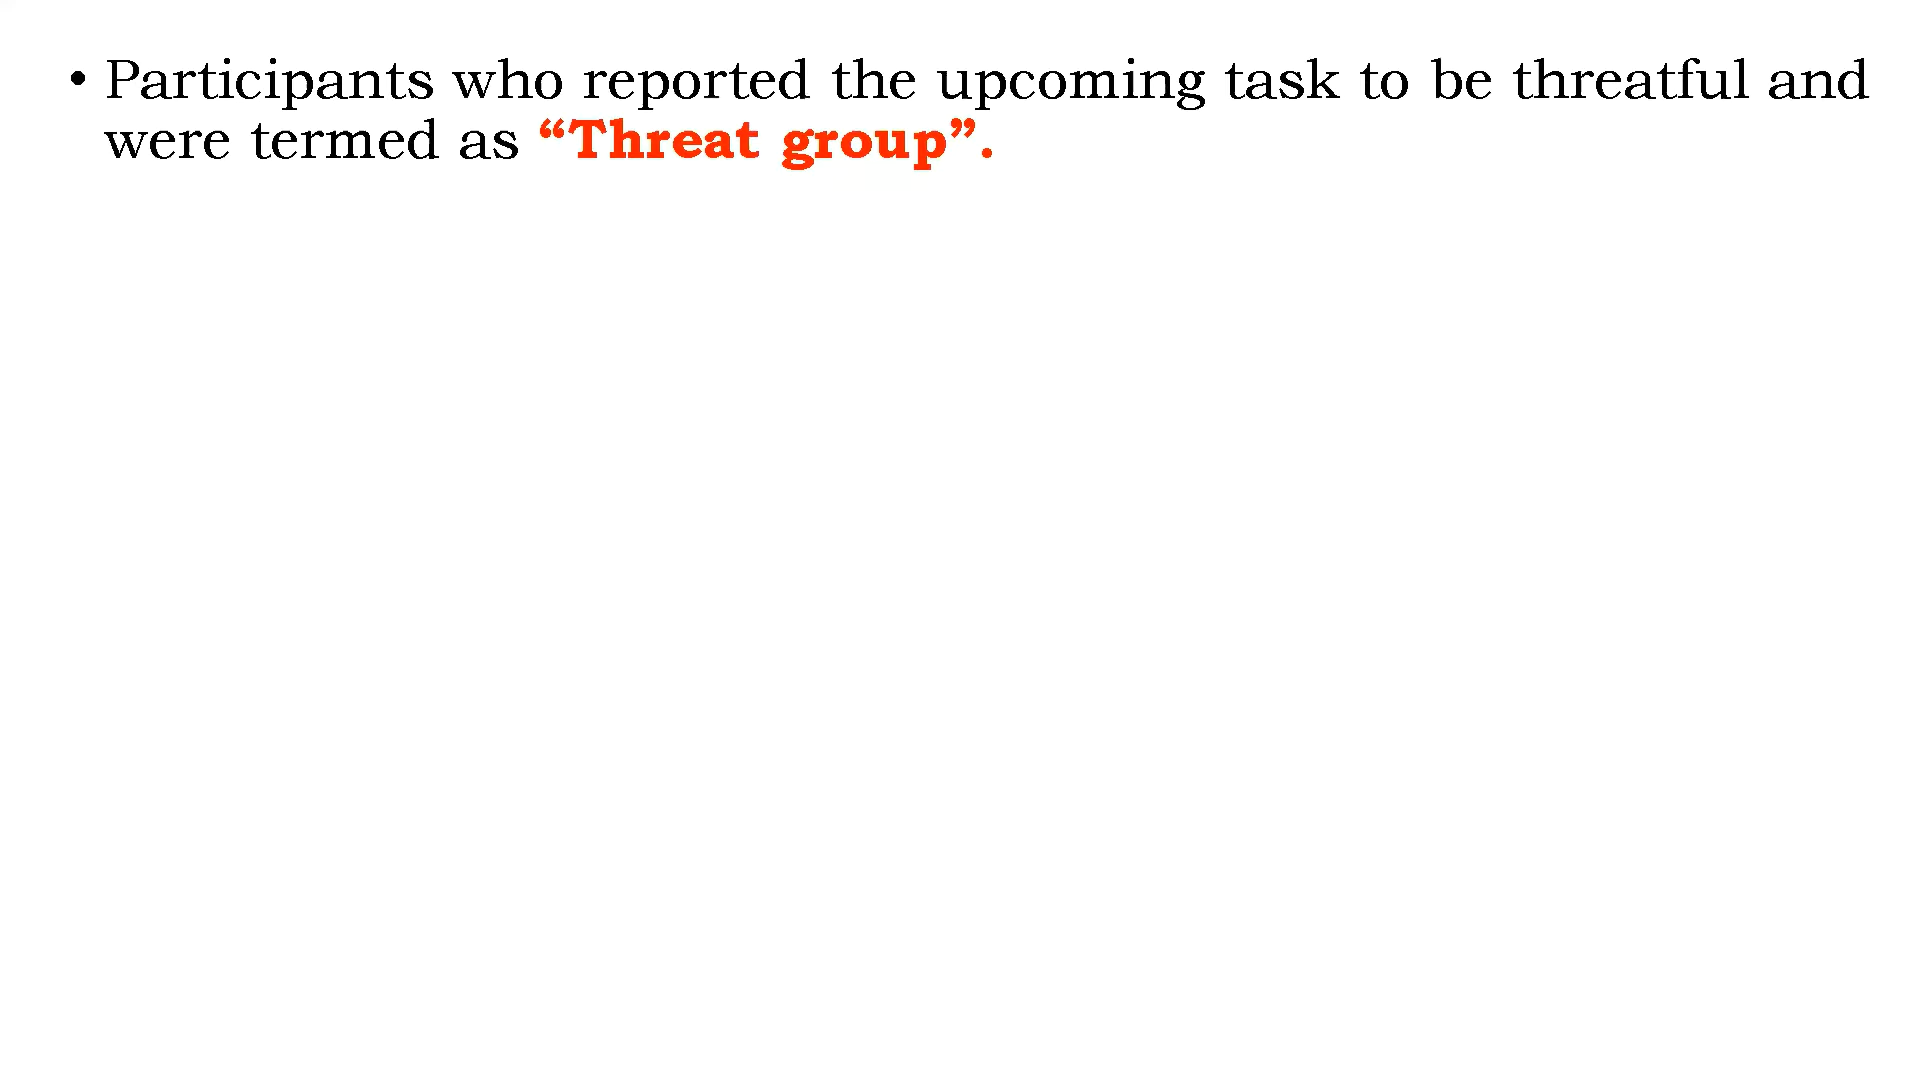 • Participants who reported the upcoming task to be threatful and
were termed as “Threat group”.